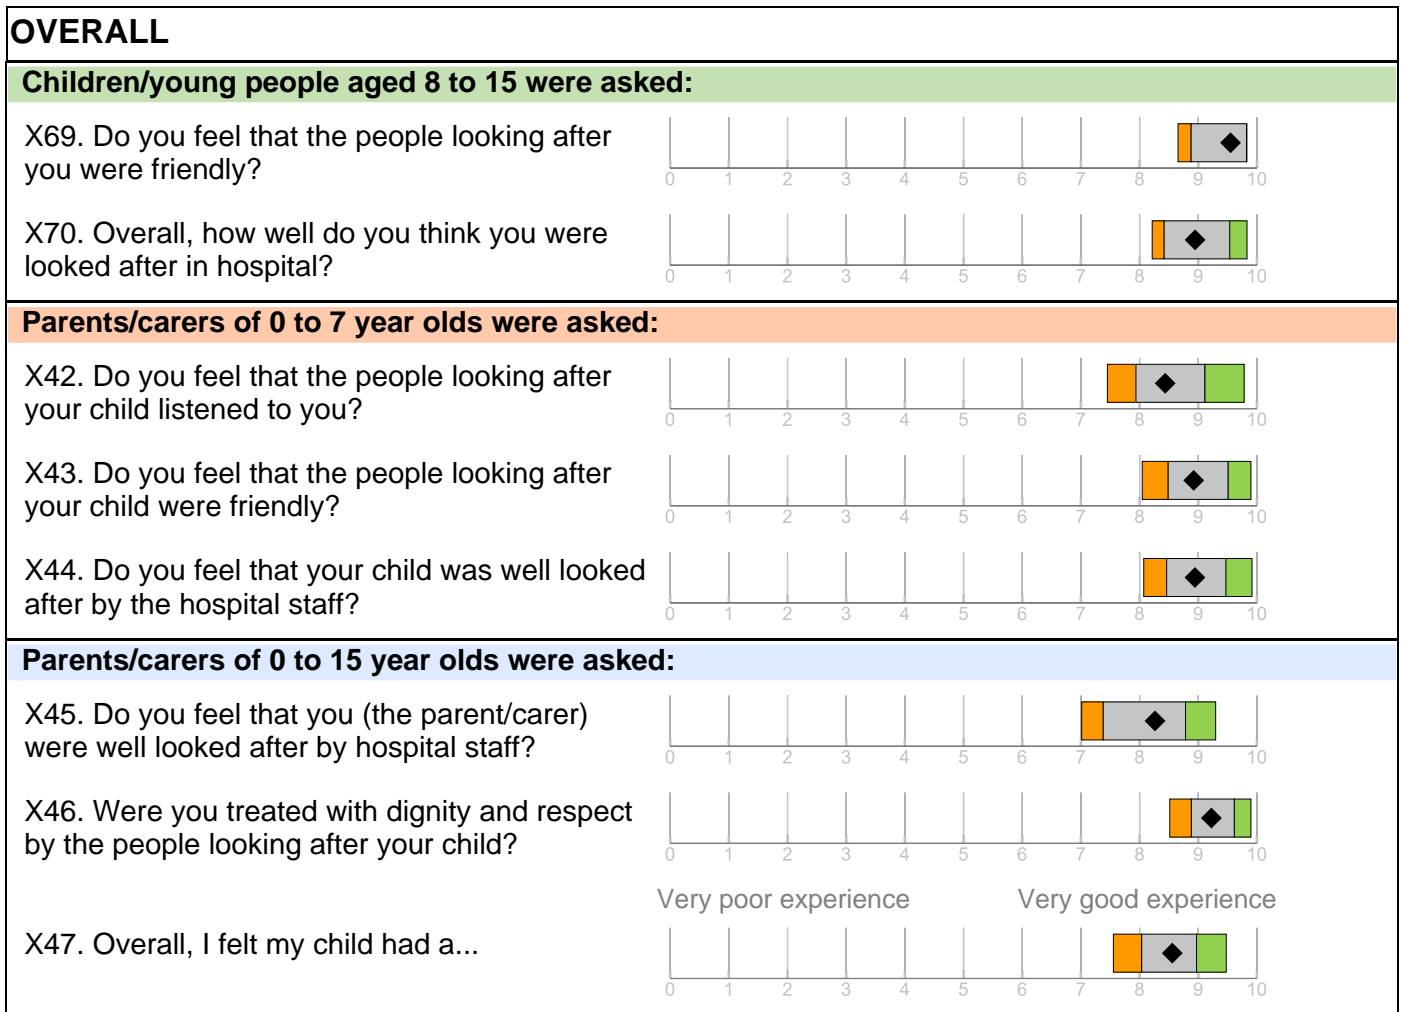 OVERALL
Children/young people aged 8 to 15 were asked:
X69. Do you feel that the people looking after
you were friendly?
0 1 2 3 4 5 6 7 8 9 10
X70. Overall, how well do you think you were
looked after in hospital?
0 1 2 3 4 5 6 7 8 9 10
Parents/carers of 0 to 7 year olds were asked:
X42. Do you feel that the people looking after
your child listened to you?
0 1 2 3 4 5 6 7 8 9 10
X43. Do you feel that the people looking after
your child were friendly?
0 1 2 3 4 5 6 7 8 9 10
X44. Do you feel that your child was well looked
after by the hospital staff?
0 1 2 3 4 5 6 7 8 9 10
Parents/carers of 0 to 15 year olds were asked:
X45. Do you feel that you (the parent/carer)
were well looked after by hospital staff?
0 1 2 3 4 5 6 7 8 9 10
X46. Were you treated with dignity and respect
by the people looking after your child?
0 1 2 3 4 5 6 7 8 9 10
Very poor experience Very good experience
X47. Overall, I felt my child had a...
0 1 2 3 4 5 6 7 8 9 10